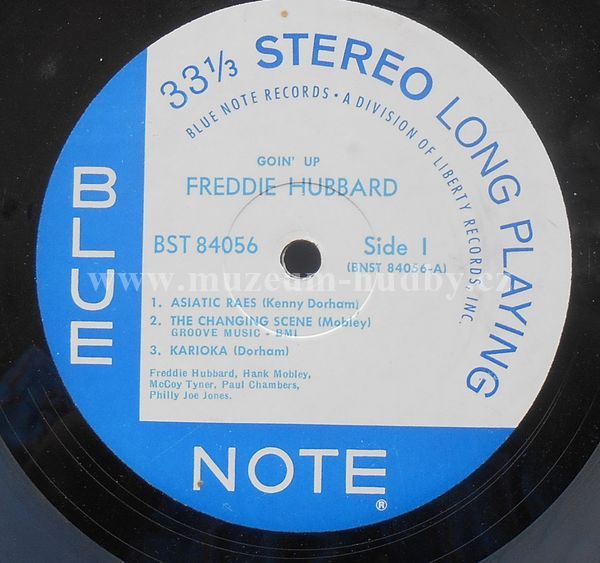 33⅓ STEREO LONG PLAYING
BLUE NOTE RECORDS • A DIVISION OF LIBERTY RECORDS, INC.
GOIN' UP
FREDDIE HUBBARD
BST 84056
Side 1
(BNST 84056-A)
1. ASIATIC RAES (Kenny Dorham)
2. THE CHANGING SCENE (Mobley)
GROOVE MUSIC - BMI
3. KARIOKA (Dorham)
Freddie Hubbard, Hank Mobley,
McCoy Tyner, Paul Chambers,
Philly Joe Jones.
BLUE
NOTE®
www.muzeum-hudby.cz